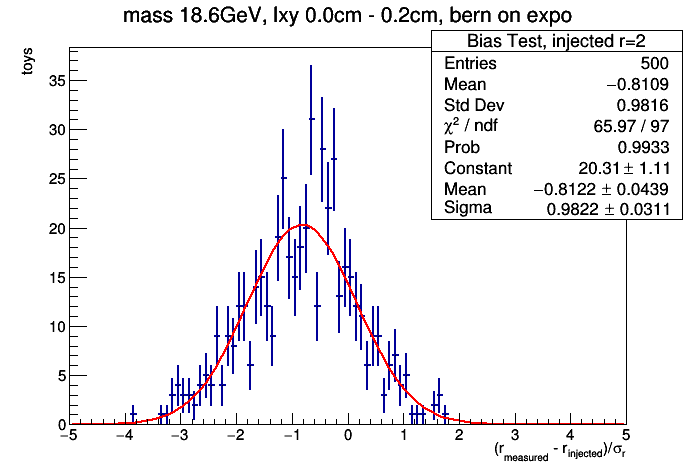 mass 18.6GeV, lxy 0.0cm - 0.2cm, bern on expo
Bias Test, injected r=2
Entries 500
Mean −0.8109
Std Dev 0.9816
χ² / ndf 65.97 / 97
Prob 0.9933
Constant 20.31 ± 1.11
Mean −0.8122 ± 0.0439
Sigma 0.9822 ± 0.0311
toys
35
30
25
20
15
10
5
0
−5 −4 −3 −2 −1 0 1 2 3 4 5
(r_measured - r_injected)/σ_r